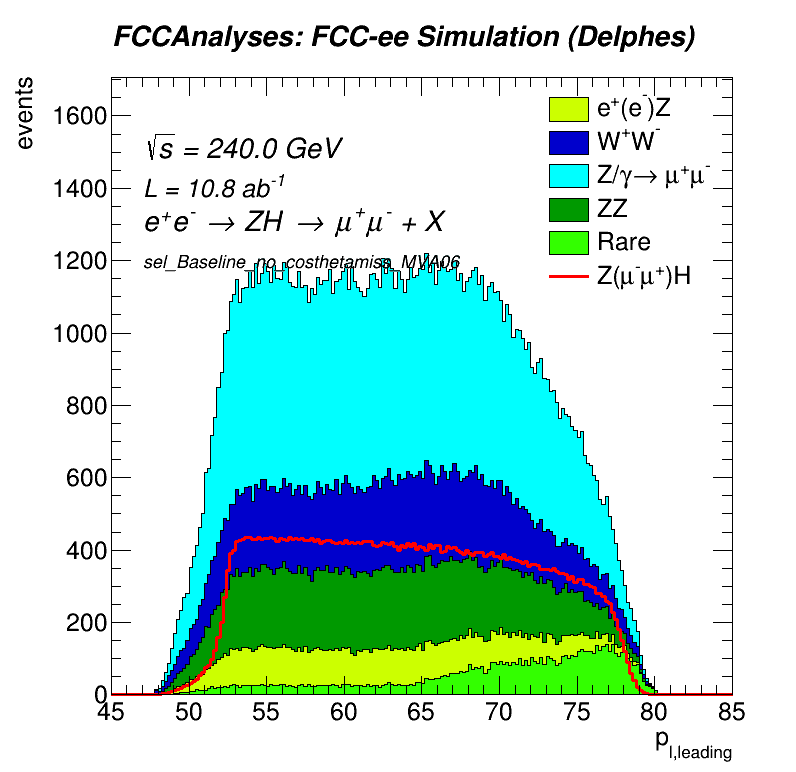 FCCAnalyses: FCC-ee Simulation (Delphes)
events
√s = 240.0 GeV
L = 10.8 ab⁻¹
e⁺e⁻ → ZH → μ⁺μ⁻ + X
sel_Baseline_no_costhetamiss_MVA06
e⁺(e⁻)Z
W⁺W⁻
Z/γ→ μ⁺μ⁻
ZZ
Rare
Z(μ⁻μ⁺)H
1600
1400
1200
1000
800
600
400
200
0
45 50 55 60 65 70 75 80 85
p_l,leading